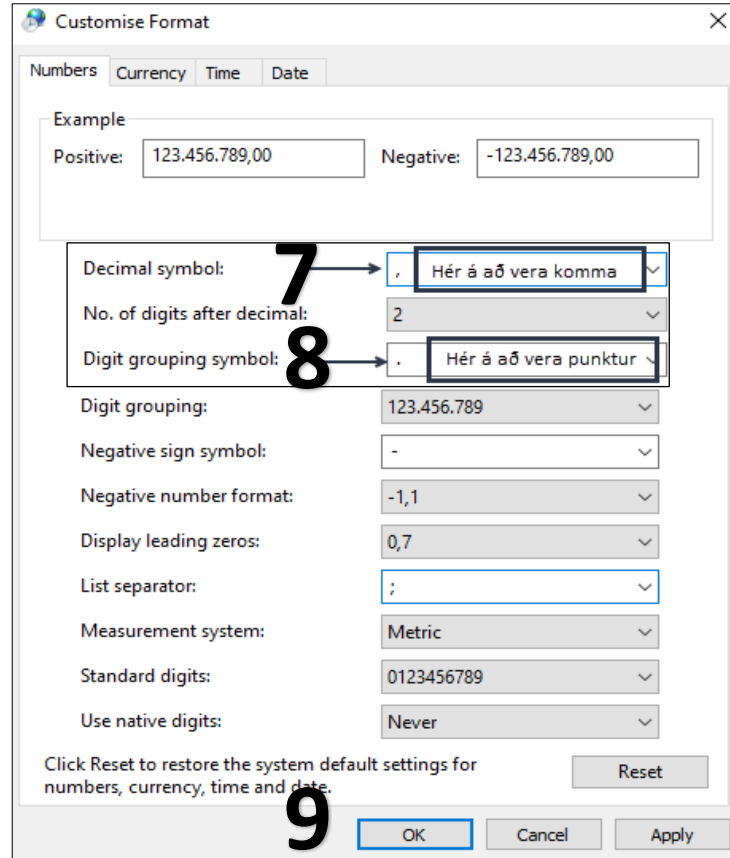 Customise Format
Numbers Currency Time Date
Example
Positive: 123.456.789,00 Negative: -123.456.789,00
7
Decimal symbol: , Hér á að vera komma
No. of digits after decimal: 2
8
Digit grouping symbol: . Hér á að vera punktur
Digit grouping: 123.456.789
Negative sign symbol: -
Negative number format: -1,1
Display leading zeros: 0,7
List separator: ;
Measurement system: Metric
Standard digits: 0123456789
Use native digits: Never
Click Reset to restore the system default settings for
numbers, currency, time and date.
Reset
9
OK Cancel Apply